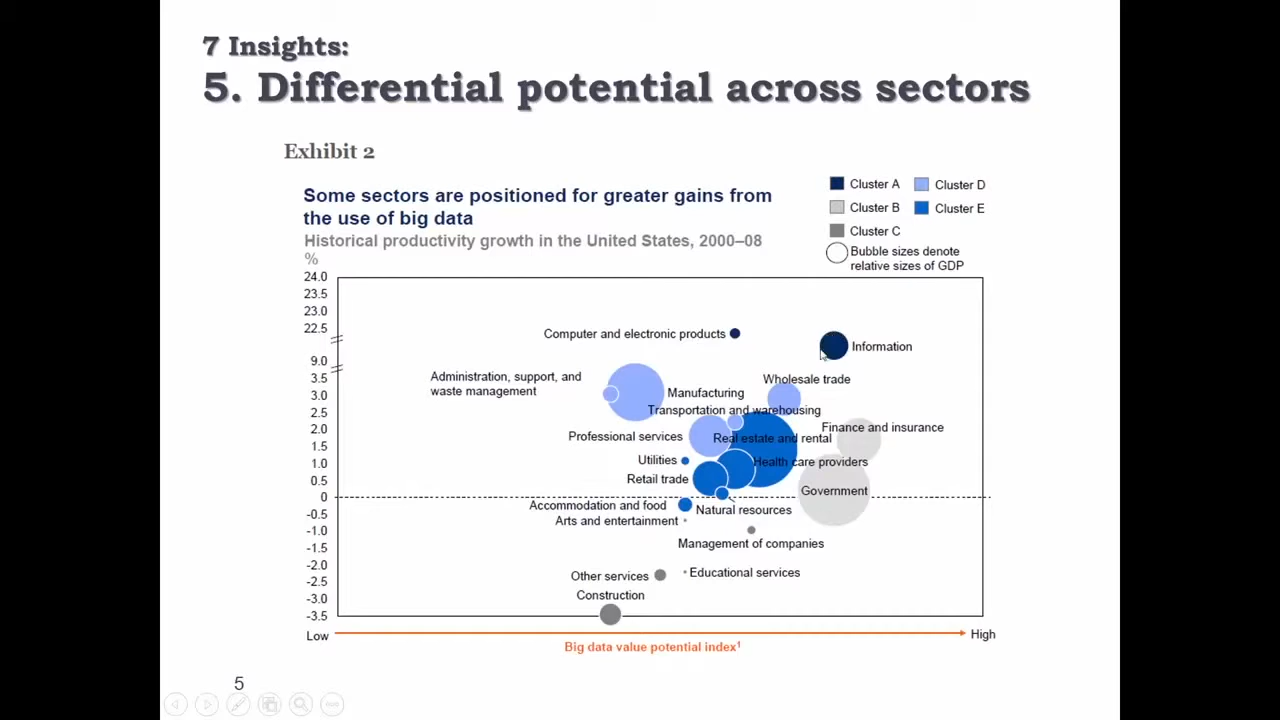 7 Insights:
5. Differential potential across sectors
Exhibit 2
Some sectors are positioned for greater gains from
the use of big data
Historical productivity growth in the United States, 2000–08
%
Cluster A
Cluster D
Cluster B
Cluster E
Cluster C
Bubble sizes denote
relative sizes of GDP
24.0
23.5
23.0
22.5
9.0
3.5
3.0
2.5
2.0
1.5
1.0
0.5
0
-0.5
-1.0
-1.5
-2.0
-2.5
-3.0
-3.5
Computer and electronic products
Information
Administration, support, and
waste management
Wholesale trade
Manufacturing
Transportation and warehousing
Finance and insurance
Professional services
Real estate and rental
Utilities
Health care providers
Retail trade
Government
Accommodation and food
Natural resources
Arts and entertainment
Management of companies
Other services
Educational services
Construction
Low
High
Big data value potential index¹
5